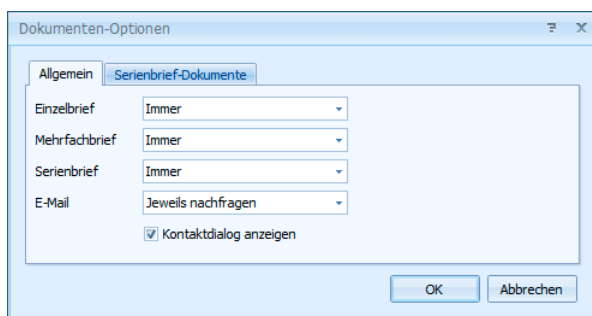 Dokumenten-Optionen
Allgemein Serienbrief-Dokumente
Einzelbrief Immer
Mehrfachbrief Immer
Serienbrief Immer
E-Mail Jeweils nachfragen
Kontaktdialog anzeigen
OK Abbrechen